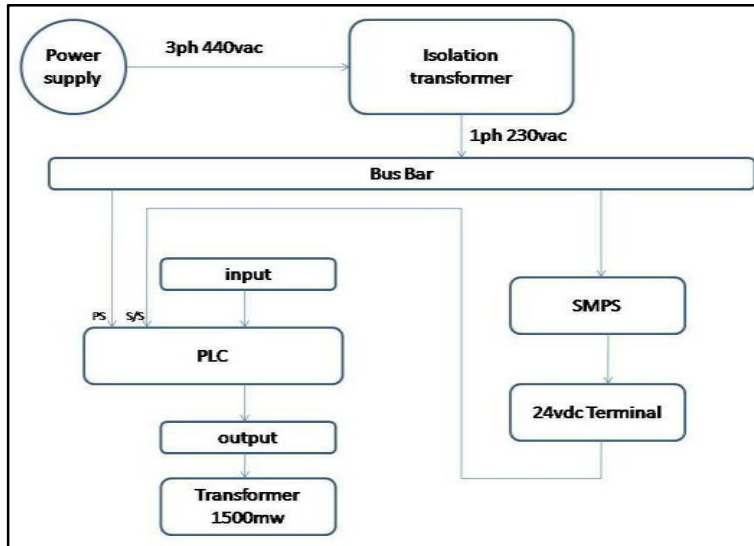 Power
supply
3ph 440vac
Isolation
transformer
1ph 230vac
Bus Bar
input
PS
S/S
SMPS
PLC
24vdc Terminal
output
Transformer
1500mw